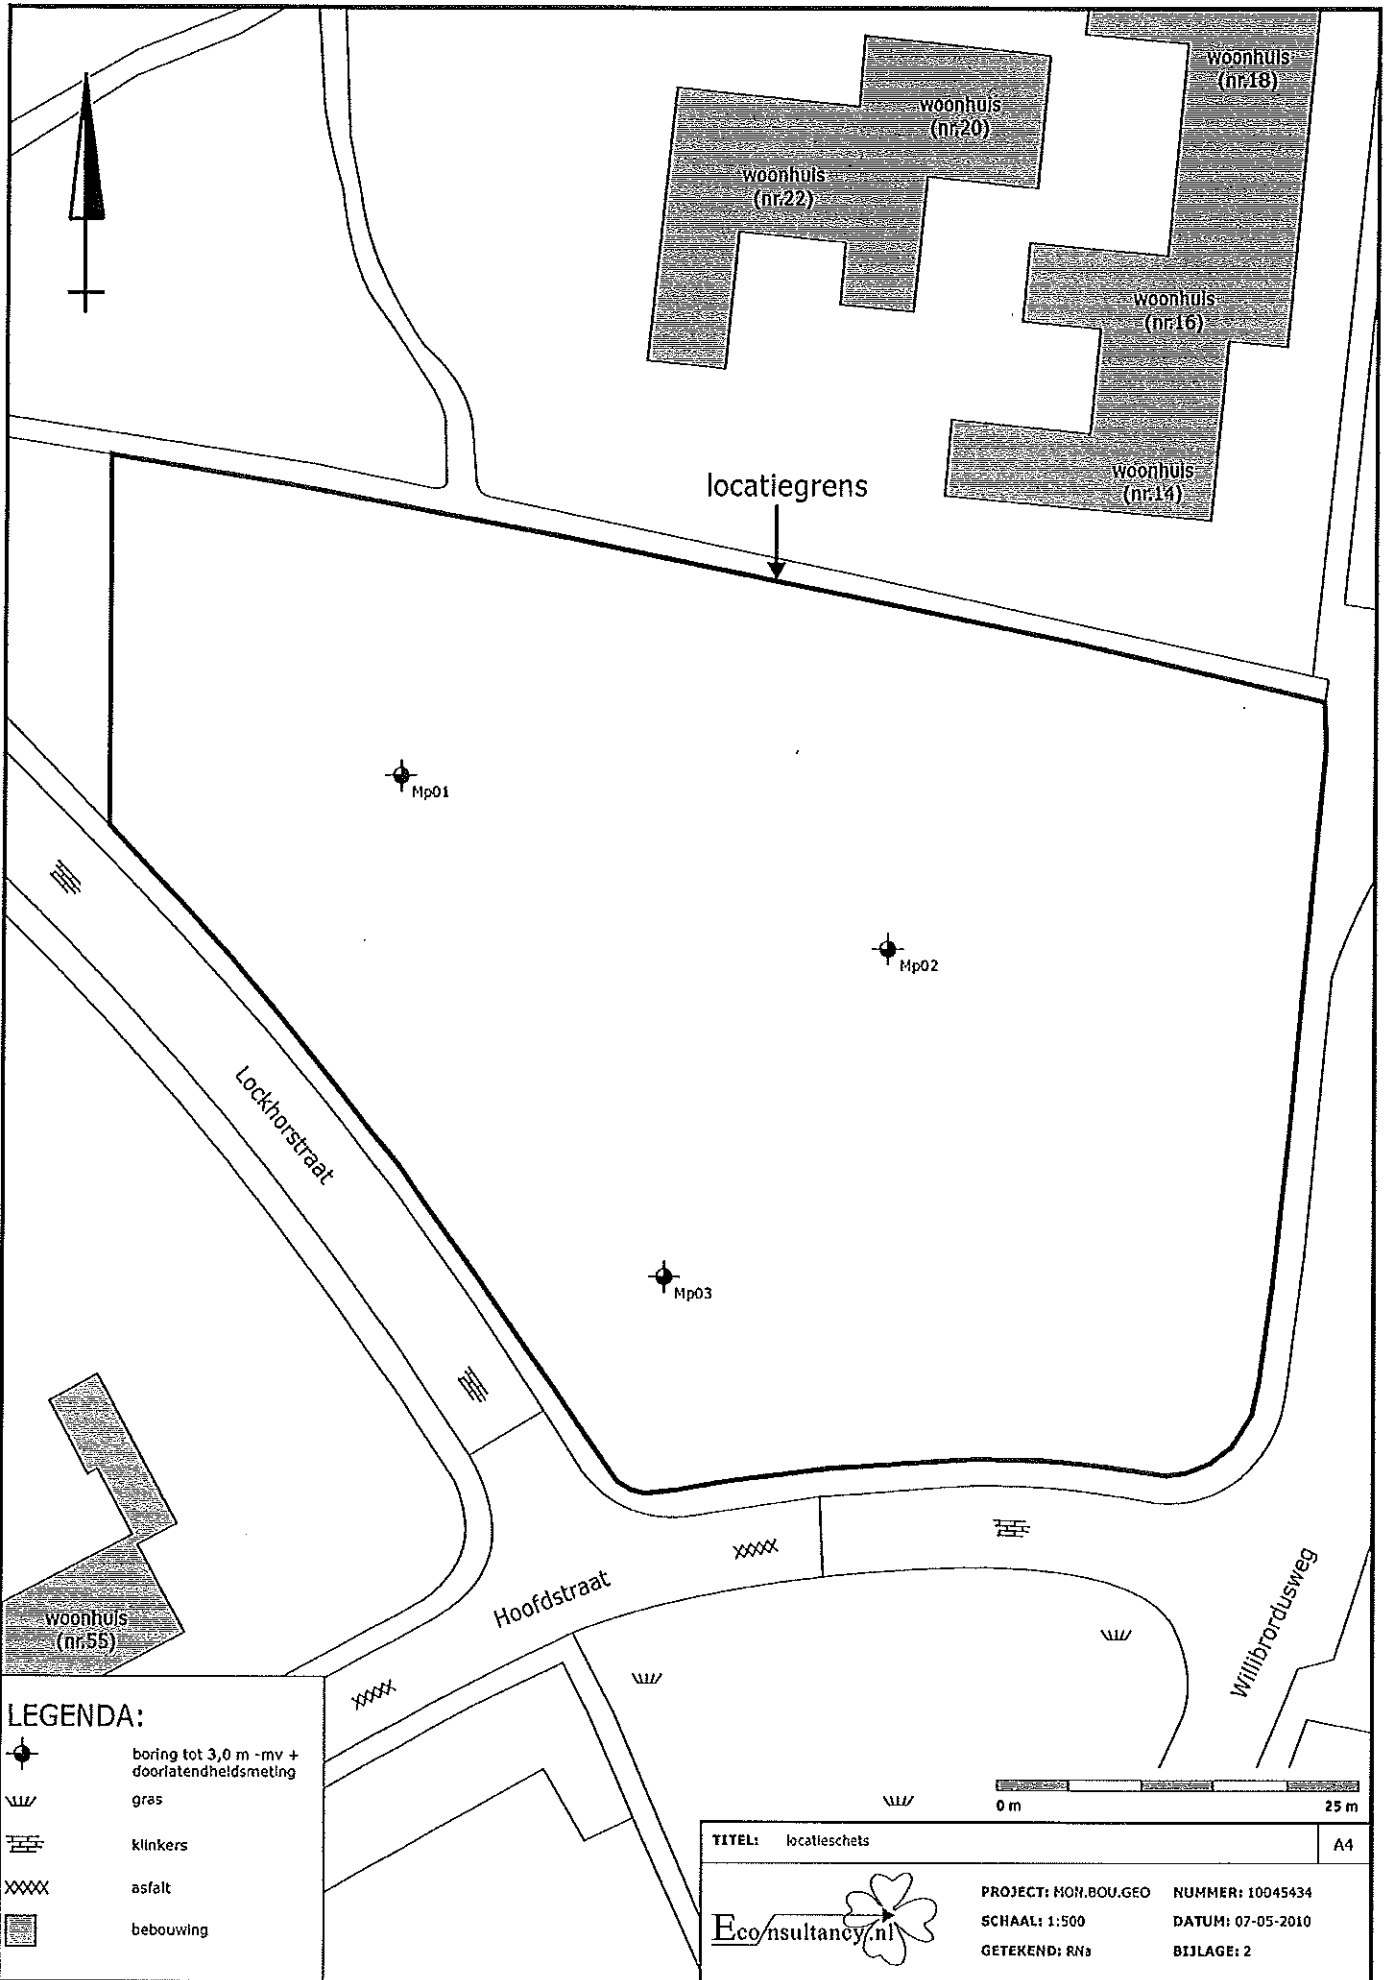 woonhuis
(nr.18)
woonhuis
(nr.20)
woonhuis
(nr.22)
woonhuis
(nr.16)
woonhuis
(nr.14)
locatiegrens
Mp01
Mp02
Lockhorstraat
Mp03
Hoofdstraat
Willibrordusweg
woonhuis
(nr.55)
LEGENDA:
boring tot 3,0 m -mv +
doorlatendheidsmeting
gras
klinkers
asfalt
bebouwing
0 m
25 m
TITEL: locatieschets
A4
Econsultancy.nl
PROJECT: MON.BOU.GEO NUMMER: 10045434
SCHAAL: 1:500 DATUM: 07-05-2010
GETEKEND: RNa BIJLAGE: 2